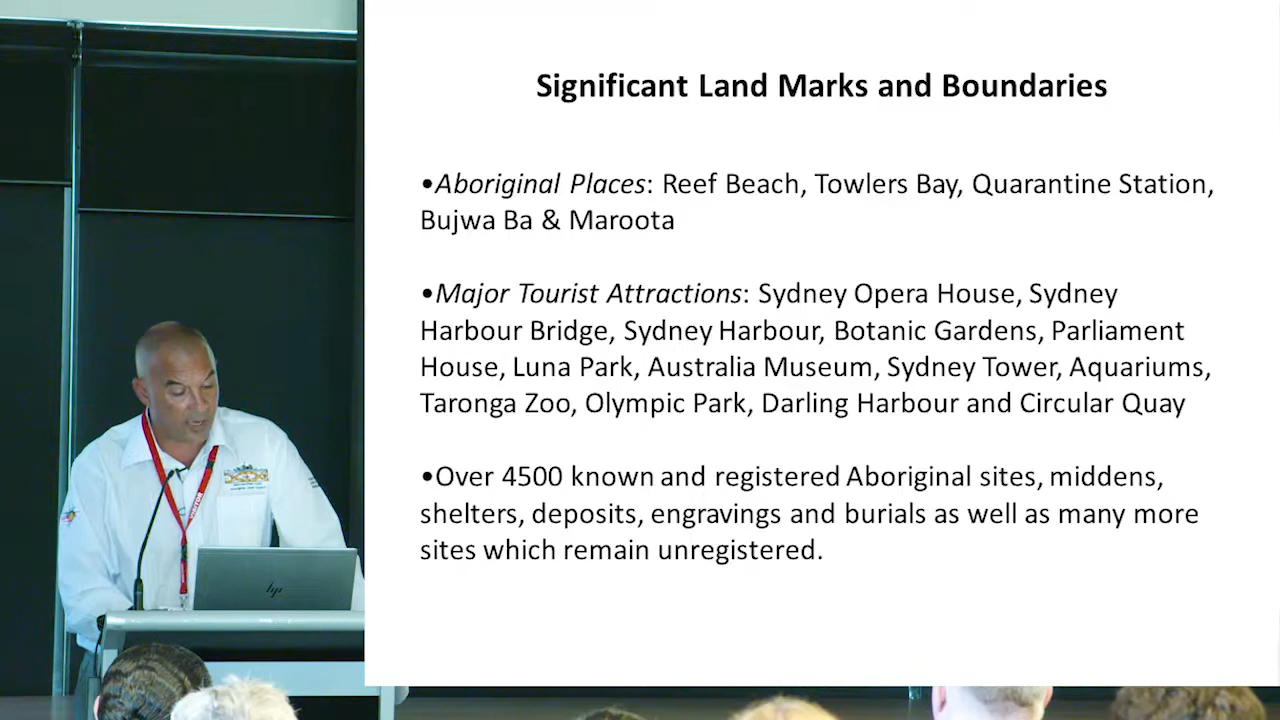 Significant Land Marks and Boundaries
•Aboriginal Places: Reef Beach, Towlers Bay, Quarantine Station,
Bujwa Ba & Maroota
•Major Tourist Attractions: Sydney Opera House, Sydney
Harbour Bridge, Sydney Harbour, Botanic Gardens, Parliament
House, Luna Park, Australia Museum, Sydney Tower, Aquariums,
Taronga Zoo, Olympic Park, Darling Harbour and Circular Quay
•Over 4500 known and registered Aboriginal sites, middens,
shelters, deposits, engravings and burials as well as many more
sites which remain unregistered.
VISITOR
hp